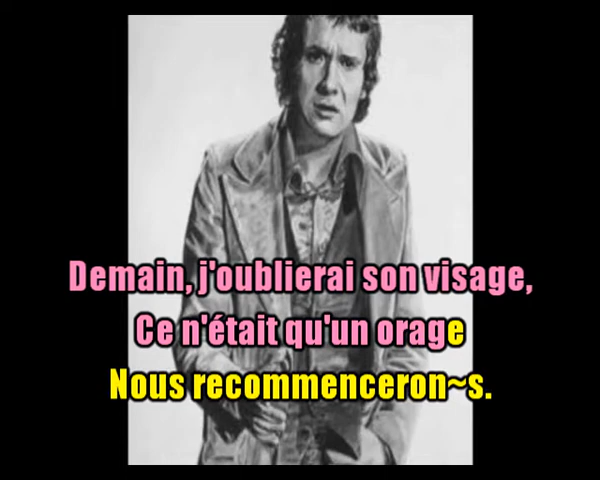 Demain, j'oublierai son visage,
Ce n'était qu'un orage
Nous recommenceron~s.